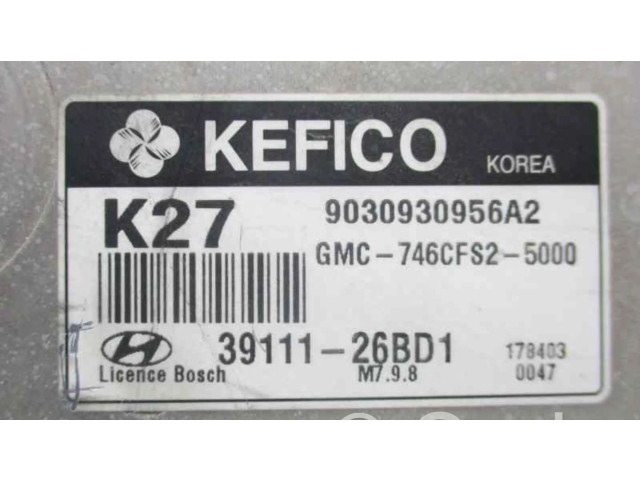 KEFICO KOREA
K27 9030930956A2
GMC-746CFS2-5000
39111-26BD1 178403
Licence Bosch M7.9.8 0047